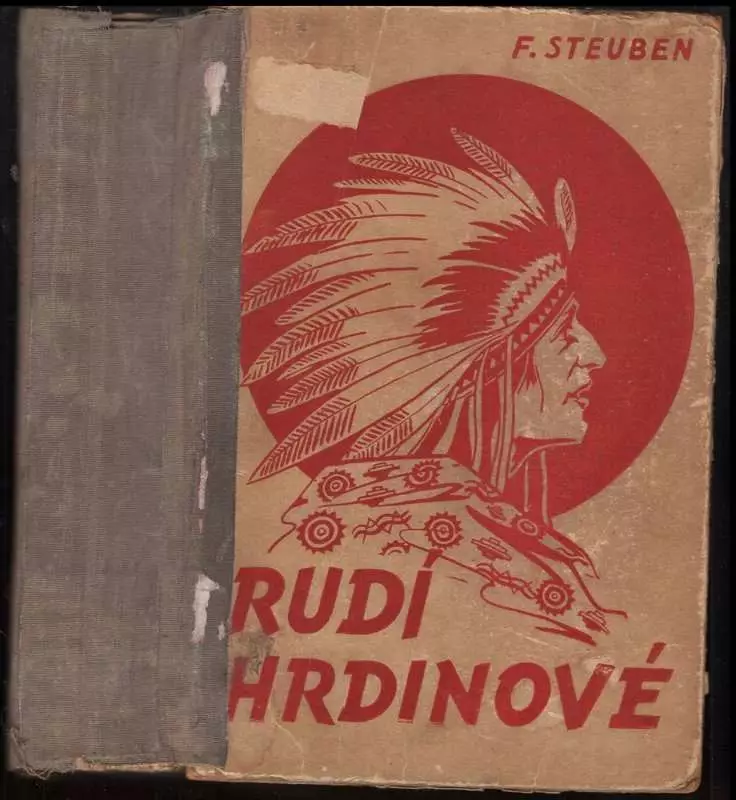 F. STEUBEN
RUDÍ
HRDINOVÉ